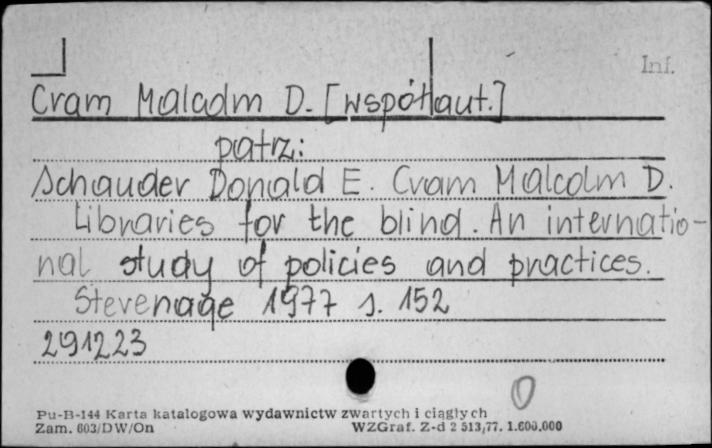 Inf.
Cram Malcolm D. [współaut.]
patrz:
Schauder Donald E. Cram Malcolm D.
Libraries for the blind. An internatio-
nal study of policies and practices.
Stevenage 1977 s. 152
291223
0
Pu-B-144 Karta katalogowa wydawnictw zwartych i ciągłych
Zam. 603/DW/On WZGraf. Z-d 2 513,77. 1.600.000